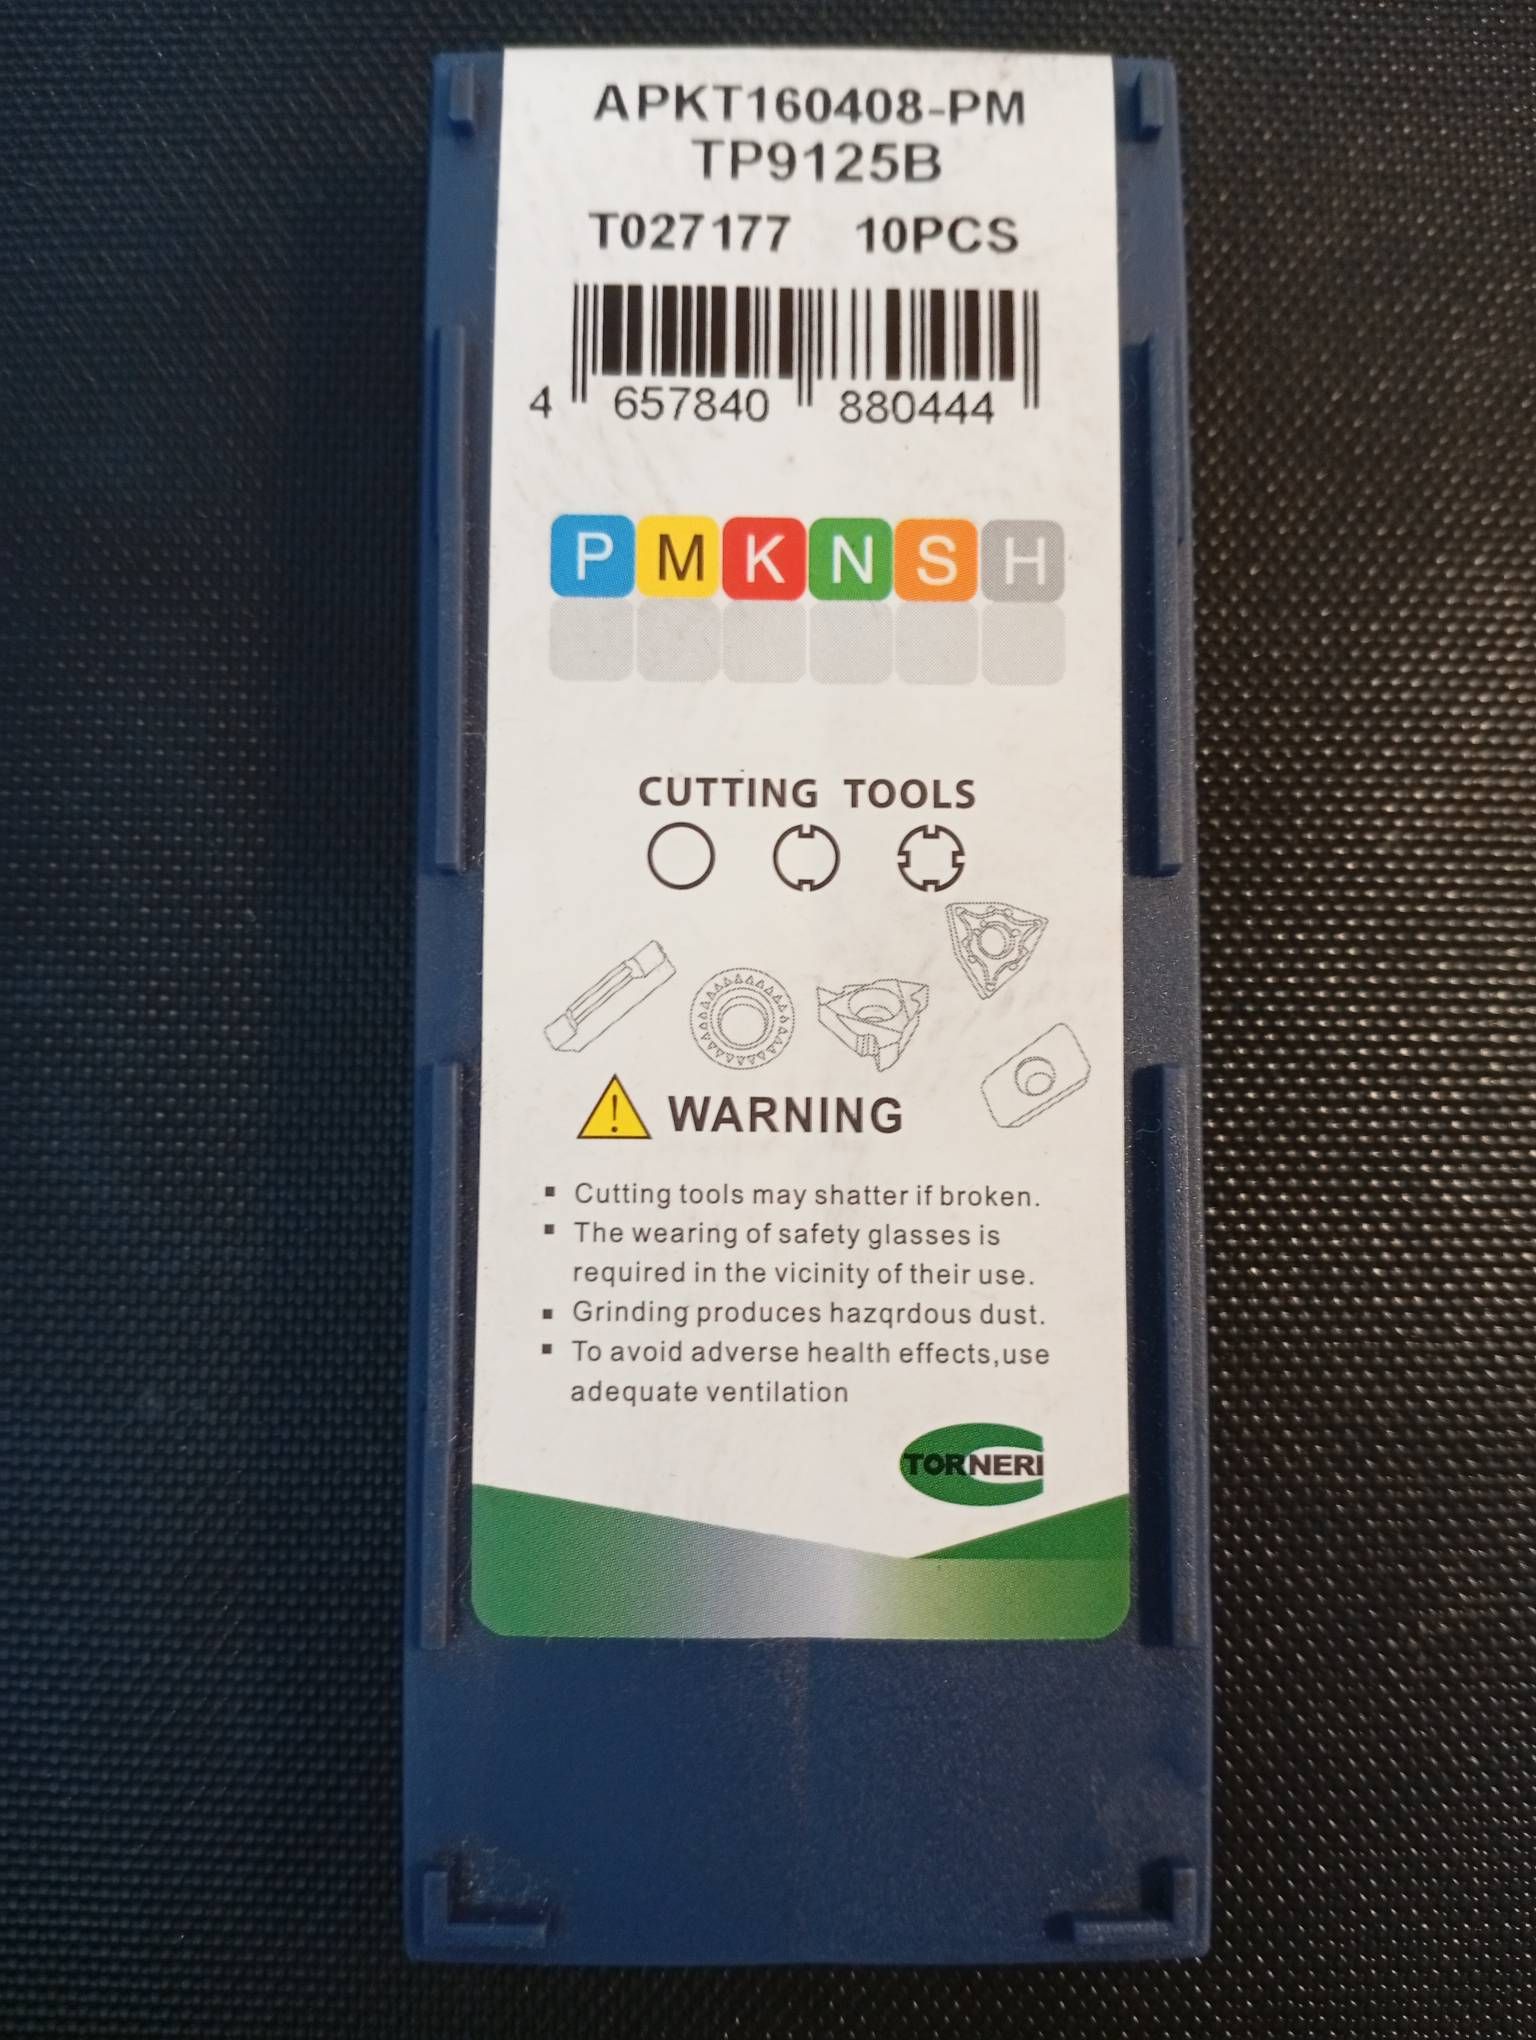 APKT160408-PM
TP9125B
T027177 10PCS
4 657840 880444
P M K N S H
CUTTING TOOLS
WARNING
▪ Cutting tools may shatter if broken.
▪ The wearing of safety glasses is
required in the vicinity of their use.
▪ Grinding produces hazqrdous dust.
▪ To avoid adverse health effects,use
adequate ventilation
TORNERI